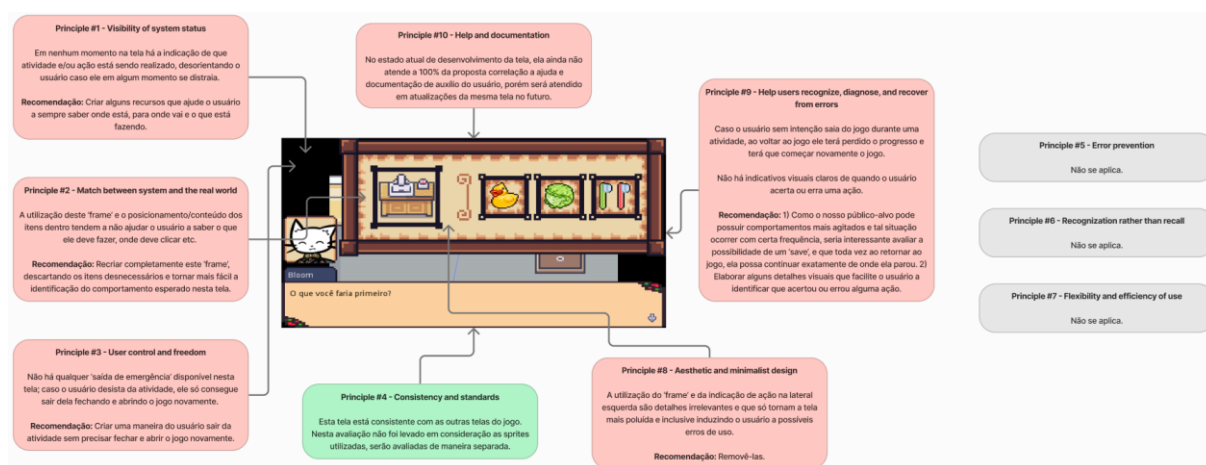 Principle #1 - Visibility of system status
Em nenhum momento na tela há a indicação de que
atividade e/ou ação está sendo realizado, desorientando o
usuário caso ele em algum momento se distraia.
Recomendação: Criar alguns recursos que ajude o usuário
a sempre saber onde está, para onde vai e o que está
fazendo.
Principle #2 - Match between system and the real world
A utilização deste 'frame' e o posicionamento/conteúdo dos
itens dentro tendem a não ajudar o usuário a saber o que
ele deve fazer, onde deve clicar etc.
Recomendação: Recriar completamente este 'frame',
descartando os itens desnecessários e tornar mais fácil a
identificação do comportamento esperado nesta tela.
Principle #3 - User control and freedom
Não há qualquer 'saída de emergência' disponível nesta
tela; caso o usuário desista da atividade, ele só consegue
sair dela fechando e abrindo o jogo novamente.
Recomendação: Criar uma maneira do usuário sair da
atividade sem precisar fechar e abrir o jogo novamente.
Principle #10 - Help and documentation
No estado atual de desenvolvimento da tela, ela ainda não
atende a 100% da proposta correlação a ajuda e
documentação de auxílio do usuário, porém será atendido
em atualizações da mesma tela no futuro.
Bloom
O que você faria primeiro?
Principle #4 - Consistency and standards
Esta tela está consistente com as outras telas do jogo.
Nesta avaliação não foi levado em consideração as sprites
utilizadas, serão avaliadas de maneira separada.
Principle #8 - Aesthetic and minimalist design
A utilização do 'frame' e da indicação de ação na lateral
esquerda são detalhes irrelevantes e que só tornam a tela
mais poluída e inclusive induzindo o usuário a possíveis
erros de uso.
Recomendação: Removê-las.
Principle #9 - Help users recognize, diagnose, and recover
from errors
Caso o usuário sem intenção saia do jogo durante uma
atividade, ao voltar ao jogo ele terá perdido o progresso e
terá que começar novamente o jogo.
Não há indicativos visuais claros de quando o usuário
acerta ou erra uma ação.
Recomendação: 1) Como o nosso público-alvo pode
possuir comportamentos mais agitados e tal situação
ocorrer com certa frequência, seria interessante avaliar a
possibilidade de um 'save', e que toda vez ao retornar ao
jogo, ela possa continuar exatamente de onde ela parou. 2)
Elaborar alguns detalhes visuais que facilite o usuário a
identificar que acertou ou errou alguma ação.
Principle #5 - Error prevention
Não se aplica.
Principle #6 - Recognization rather than recall
Não se aplica.
Principle #7 - Flexibility and efficiency of use
Não se aplica.